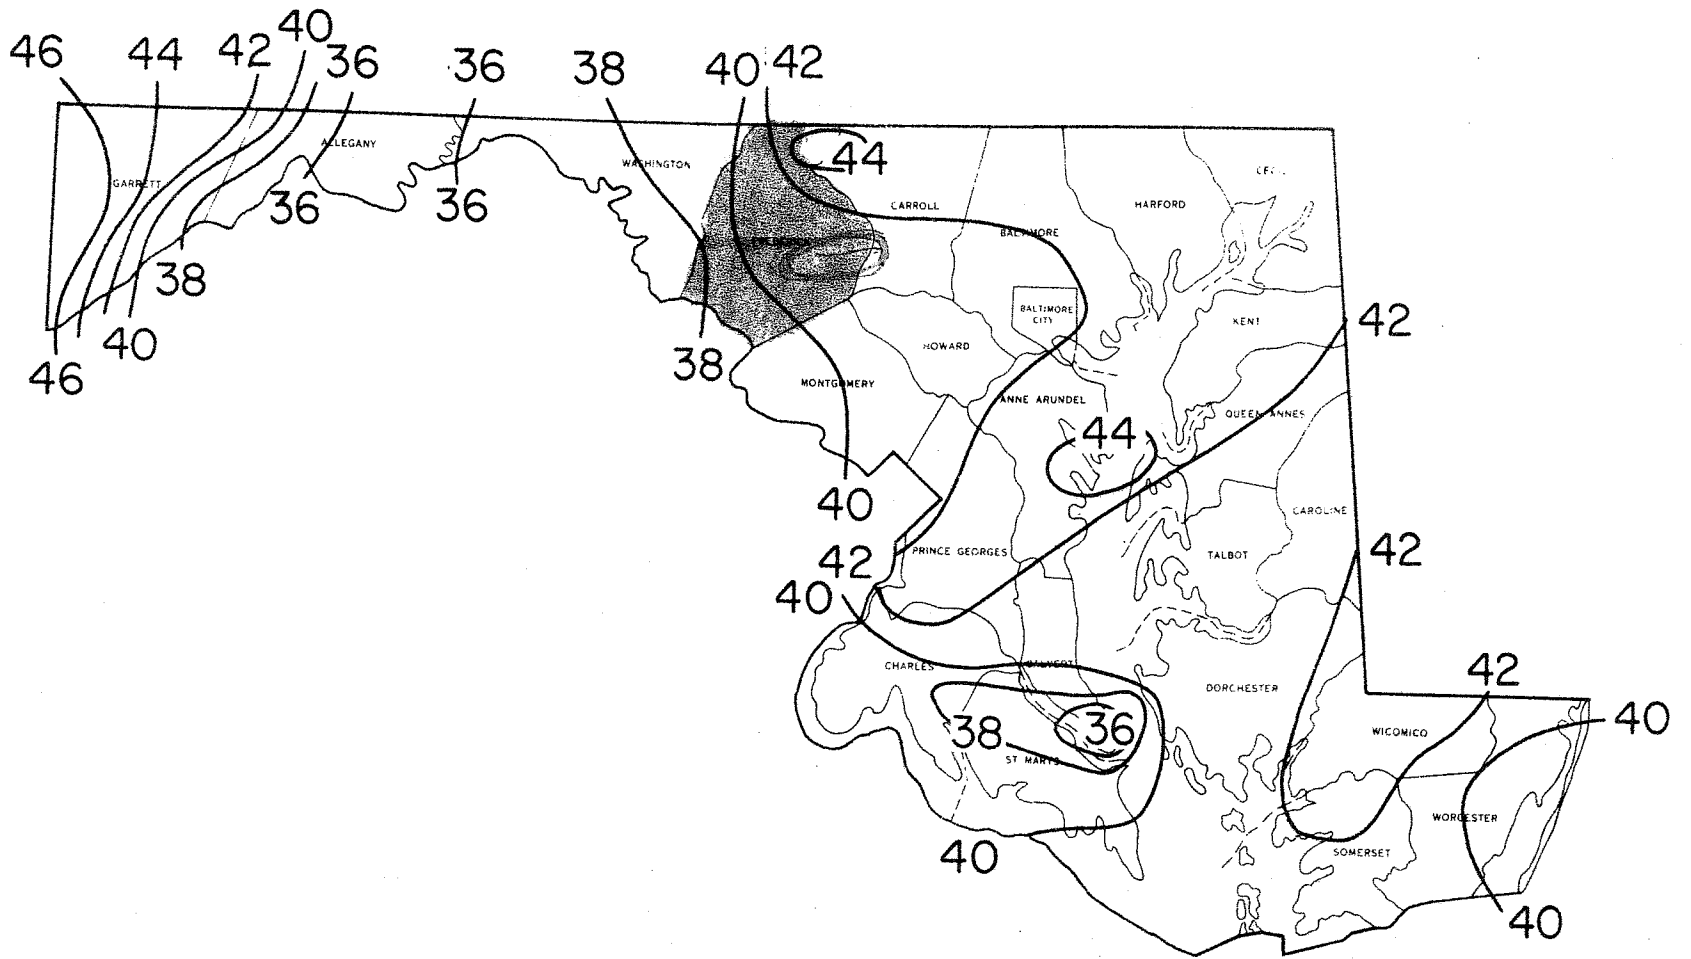 46 44 42 40 36 36 38 40 42
ALLEGANY
WASHINGTON
44
GARRETT
CARROLL
HARFORD
36 36
BALTIMORE
38
40
46
38
BALTIMORE
CITY
KENT
42
HOWARD
MONTGOMERY
ANNE ARUNDEL
QUEEN ANNES
44
40
CAROLINE
PRINCE GEORGES
TALBOT
42
42
40
CHARLES
CALVERT
DORCHESTER
42
38
36
WICOMICO
40
ST MARYS
WORCESTER
SOMERSET
40
40